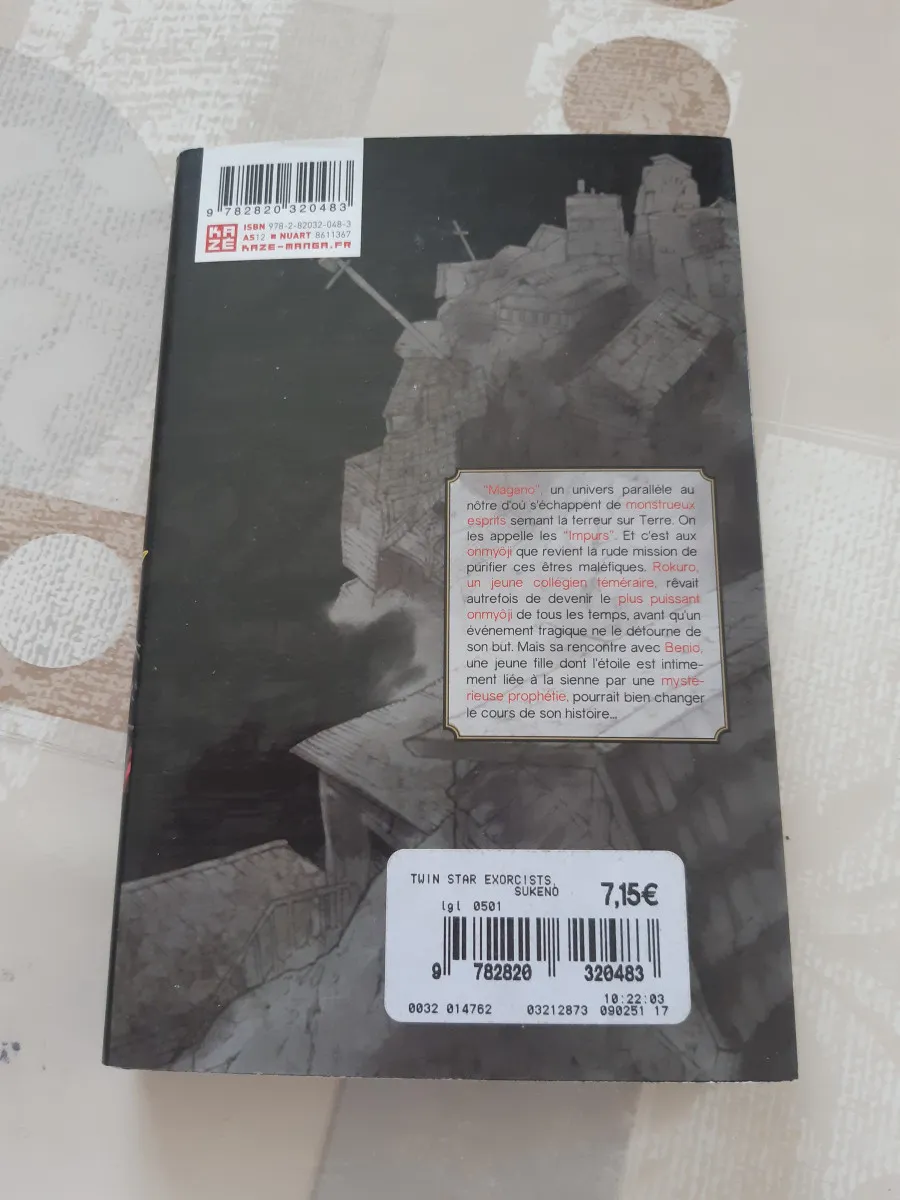 9 782820 320483
ISBN 978-2-82032-048-3
AS12 ■ NUART 8611367
KAZÉ
KAZE-MANGA.FR
"Magano", un univers parallèle au
nôtre d'où s'échappent de monstrueux
esprits semant la terreur sur Terre. On
les appelle les "Impurs". Et c'est aux
onmyōji que revient la rude mission de
purifier ces êtres maléfiques. Rokuro,
un jeune collégien téméraire, rêvait
autrefois de devenir le plus puissant
onmyōji de tous les temps, avant qu'un
événement tragique ne le détourne de
son but. Mais sa rencontre avec Benio,
une jeune fille dont l'étoile est intime-
ment liée à la sienne par une mysté-
rieuse prophétie, pourrait bien changer
le cours de son histoire...
TWIN STAR EXORCISTS,
SUKENO
7,15€
lgl 0501
9 782820 320483
10:22:03
0032 014762 03212873 090251 17